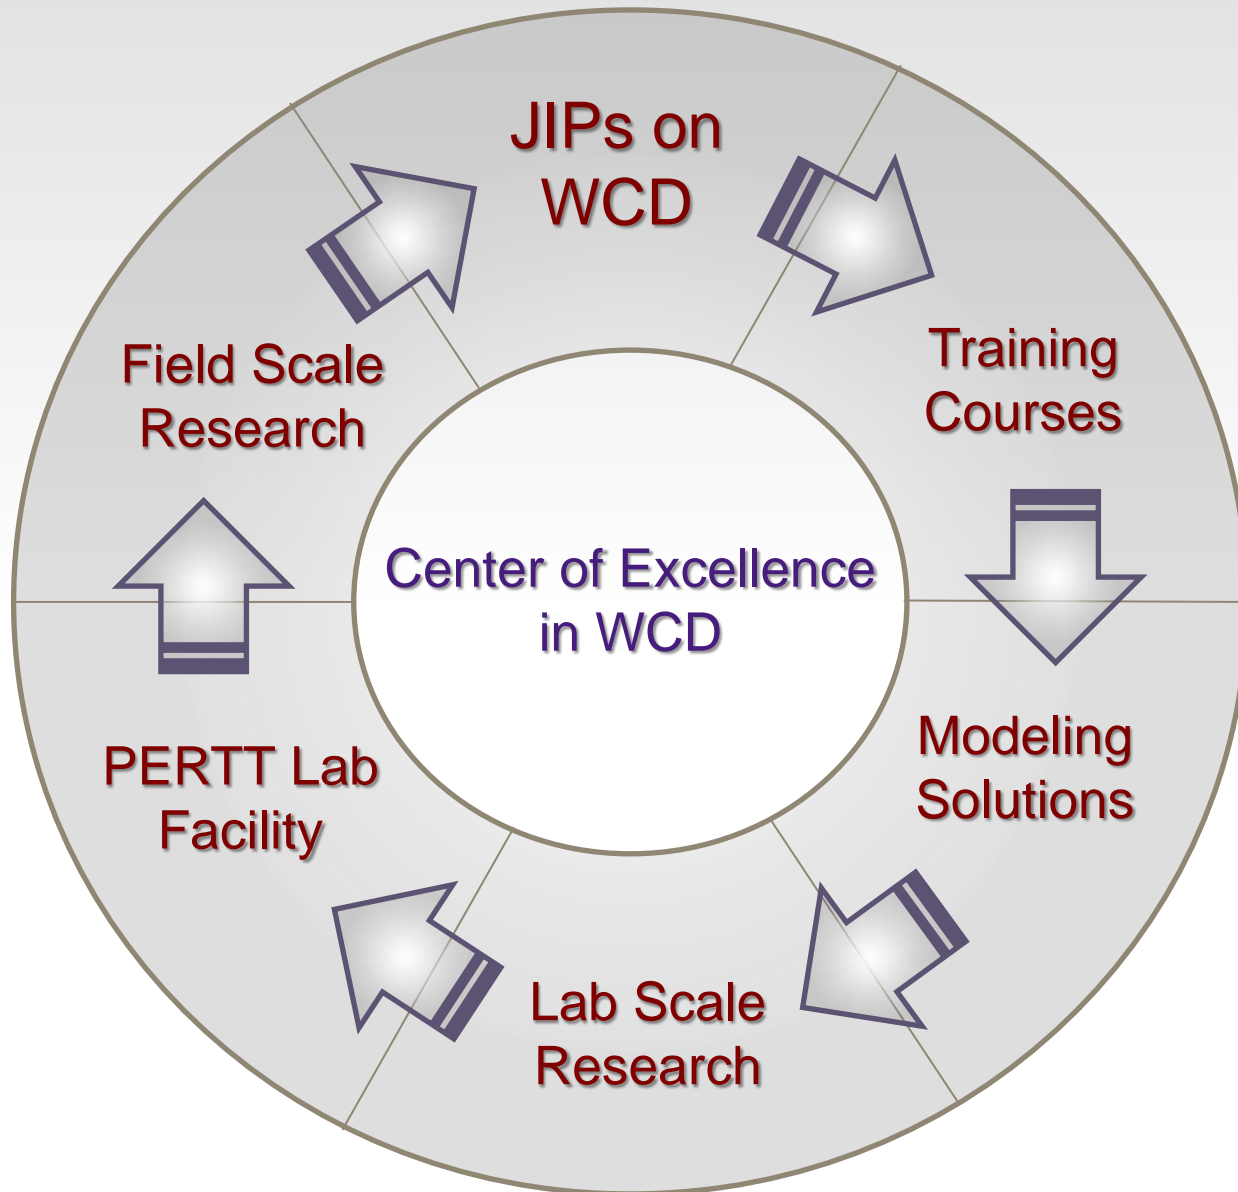 JIPs on
WCD
Training
Courses
Modeling
Solutions
Lab Scale
Research
PERTT Lab
Facility
Field Scale
Research
Center of Excellence
in WCD